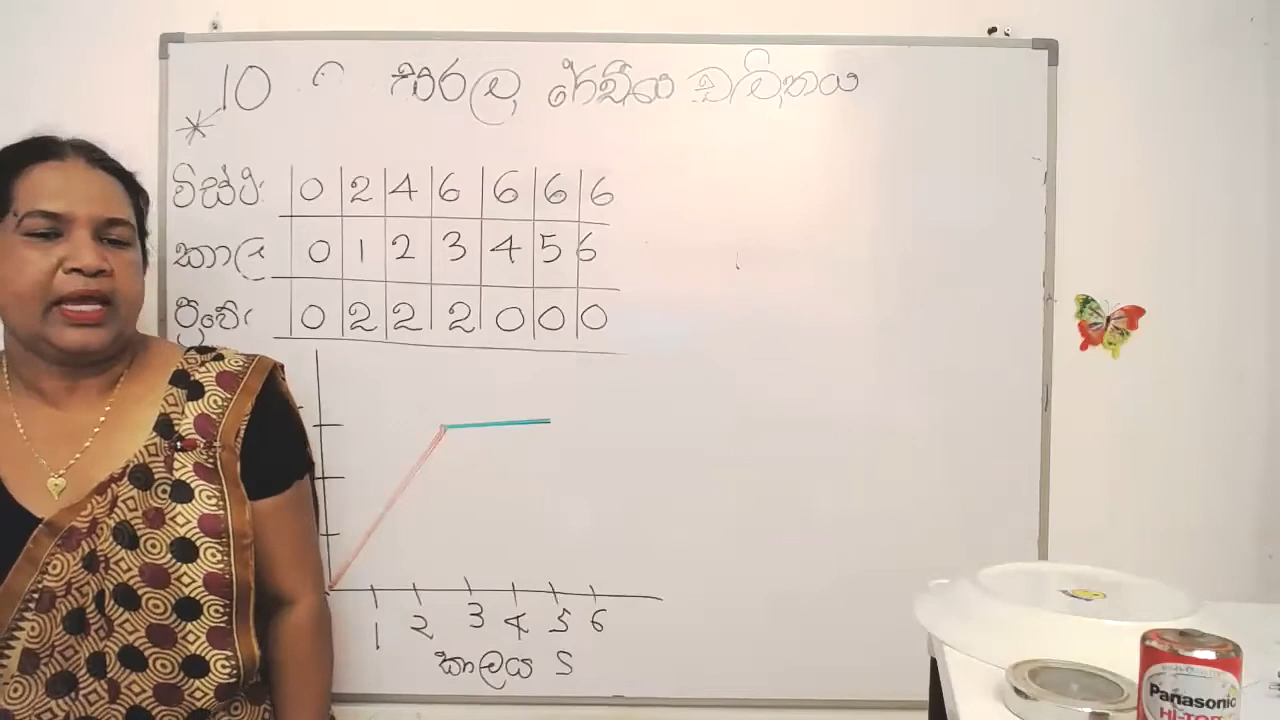 10 සරල රේඛීය චලිතය
විස්ථා 0 2 4 6 6 6 6
කාල 0 1 2 3 4 5 6
ප්‍රවේ 0 2 2 2 0 0 0
1 2 3 4 5 6
කාලය S
Panasonic